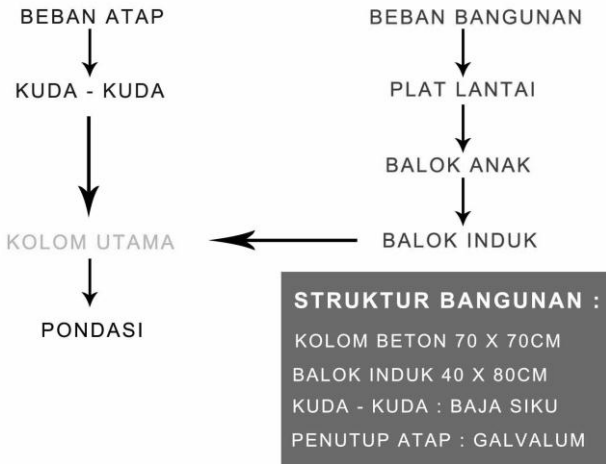 BEBAN ATAP
KUDA - KUDA
KOLOM UTAMA
PONDASI
BEBAN BANGUNAN
PLAT LANTAI
BALOK ANAK
BALOK INDUK
STRUKTUR BANGUNAN :
KOLOM BETON 70 X 70CM
BALOK INDUK 40 X 80CM
KUDA - KUDA : BAJA SIKU
PENUTUP ATAP : GALVALUM